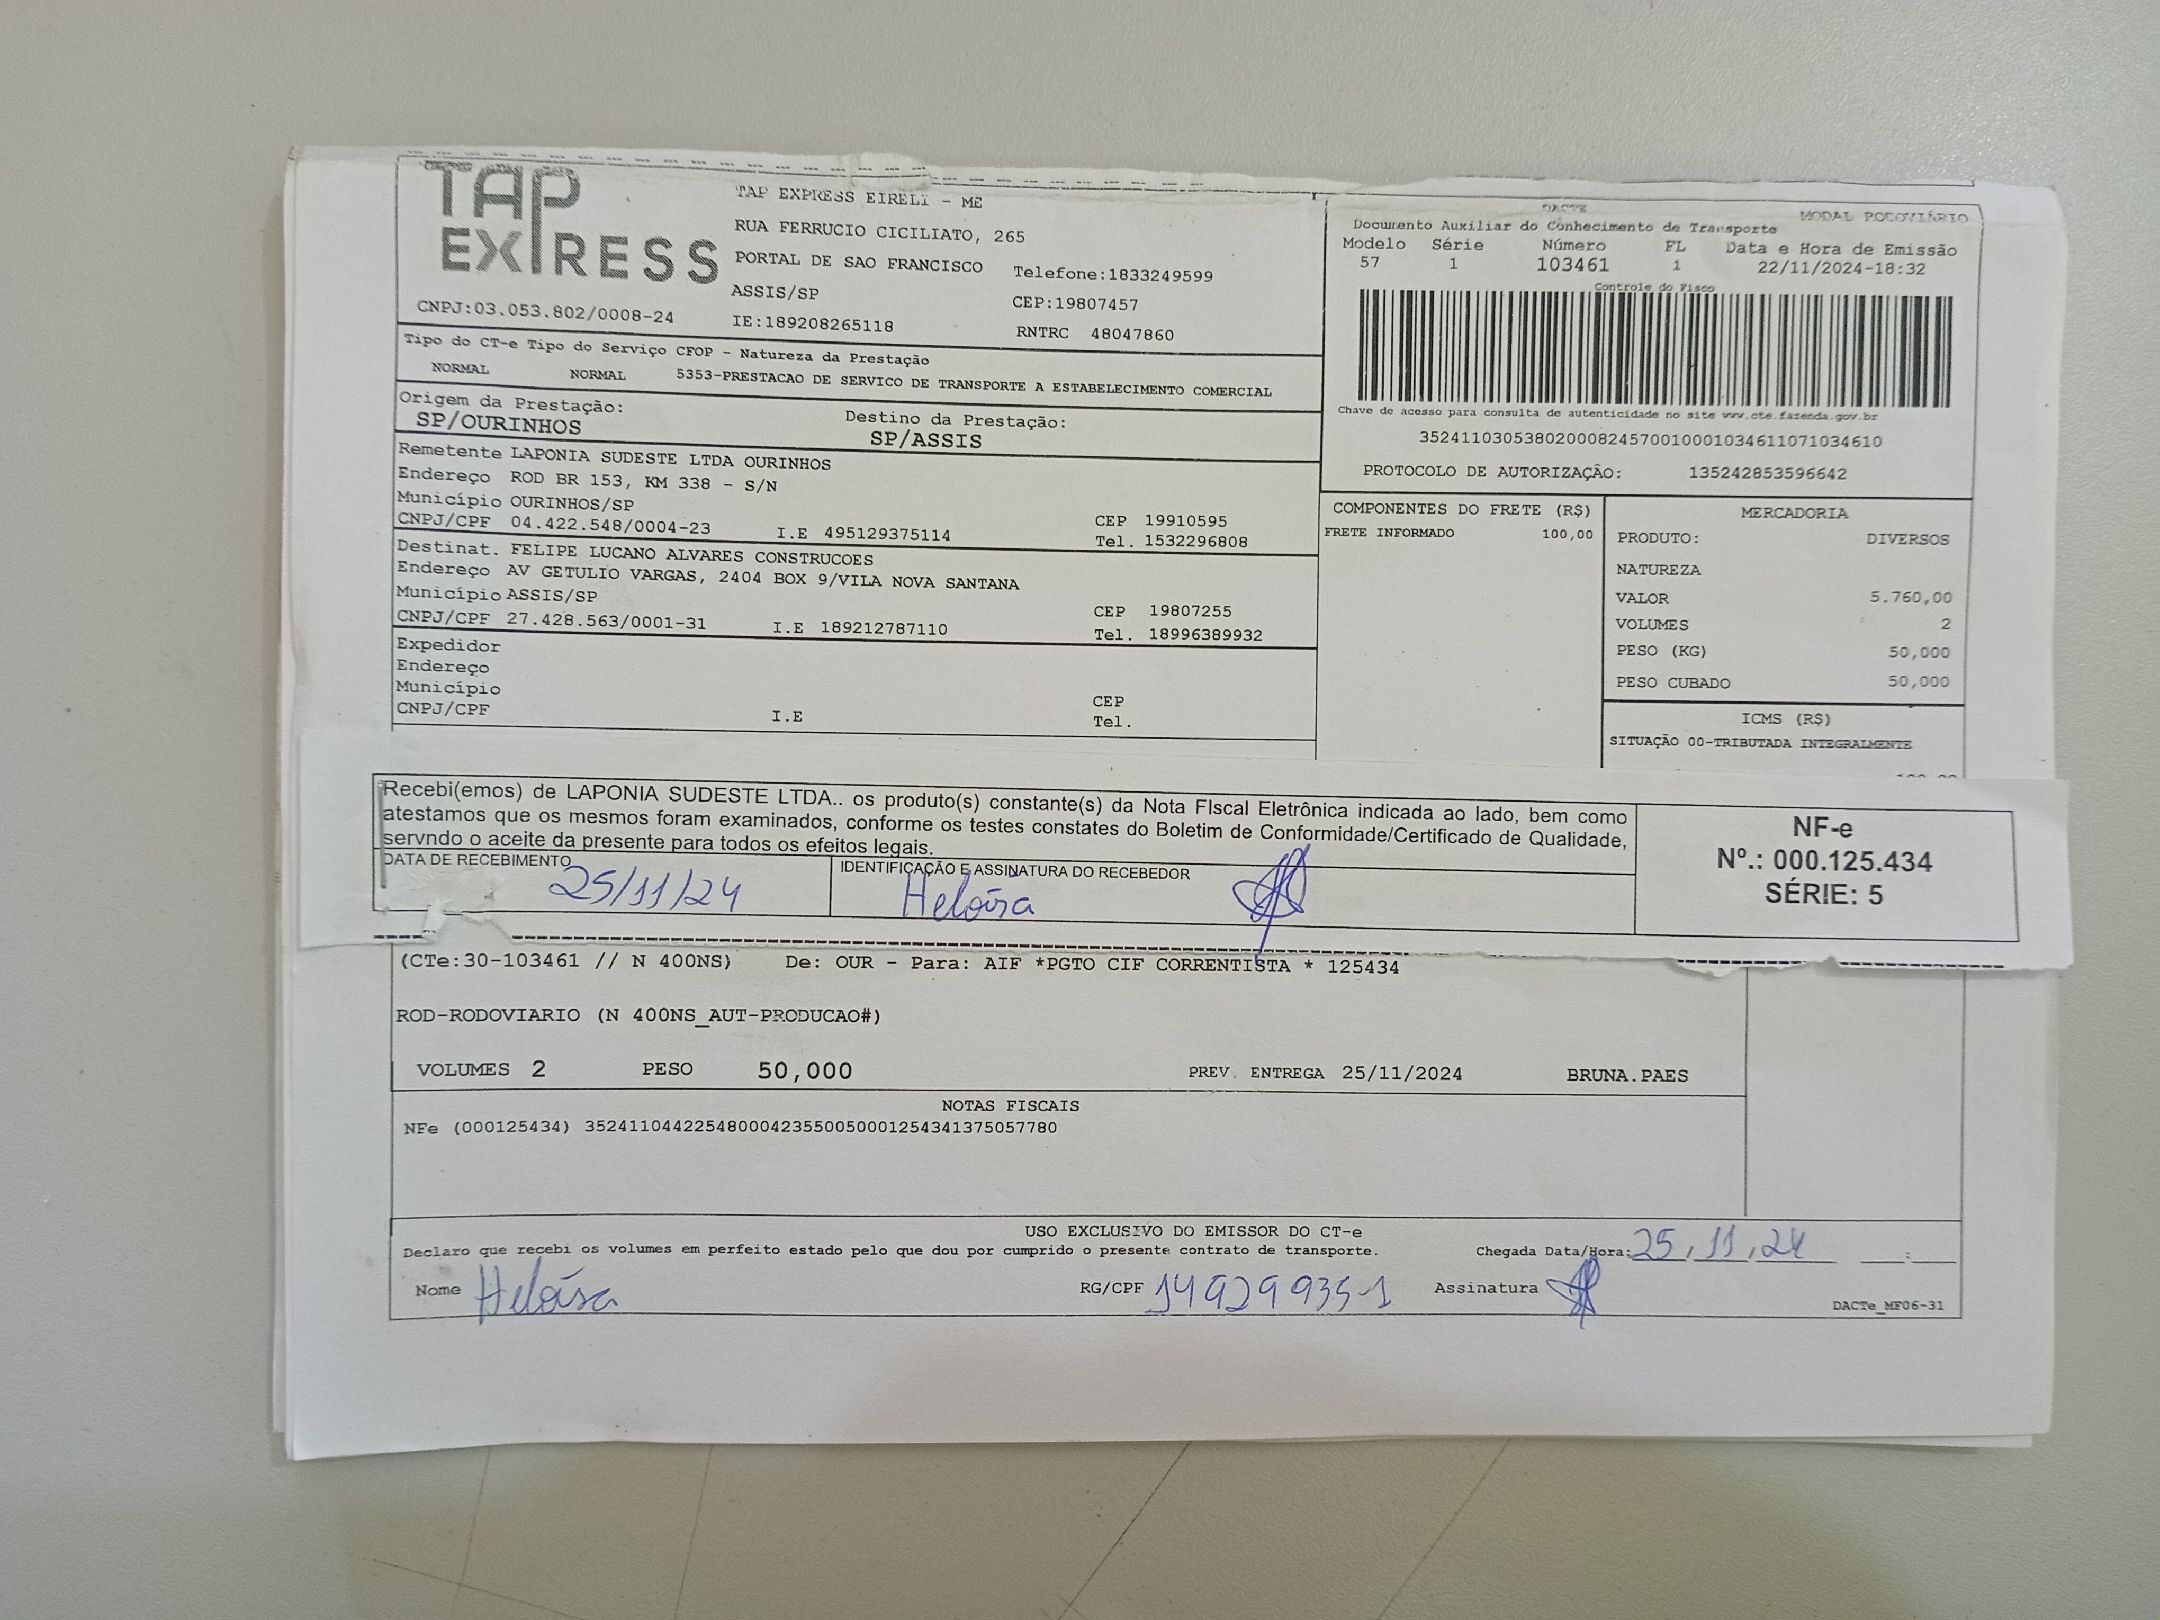 TAP EXPRESS
TAP EXPRESS EIRELI - ME
RUA FERRUCIO CICILIATO, 265
PORTAL DE SAO FRANCISCO Telefone:1833249599
ASSIS/SP CEP:19807457
CNPJ:03.053.802/0008-24 IE:189208265118 RNTRC 48047860
DACTE MODAL RODOVIÁRIO
Documento Auxiliar do Conhecimento de Transporte
Modelo Série Número FL Data e Hora de Emissão
57 1 103461 1 22/11/2024-18:32
Controle do Fisco
Chave de acesso para consulta de autenticidade no site www.cte.fazenda.gov.br
35241103053802000824570010001034611071034610
PROTOCOLO DE AUTORIZAÇÃO: 135242853596642
Tipo do CT-e Tipo do Serviço CFOP - Natureza da Prestação
NORMAL NORMAL 5353-PRESTACAO DE SERVICO DE TRANSPORTE A ESTABELECIMENTO COMERCIAL
Origem da Prestação: Destino da Prestação:
SP/OURINHOS SP/ASSIS
Remetente LAPONIA SUDESTE LTDA OURINHOS
Endereço ROD BR 153, KM 338 - S/N
Município OURINHOS/SP CEP 19910595
CNPJ/CPF 04.422.548/0004-23 I.E 495129375114 Tel. 1532296808
Destinat. FELIPE LUCANO ALVARES CONSTRUCOES
Endereço AV GETULIO VARGAS, 2404 BOX 9/VILA NOVA SANTANA
Município ASSIS/SP CEP 19807255
CNPJ/CPF 27.428.563/0001-31 I.E 189212787110 Tel. 18996389932
Expedidor
Endereço
Município CEP
CNPJ/CPF I.E Tel.
COMPONENTES DO FRETE (R$)
FRETE INFORMADO 100,00
MERCADORIA
PRODUTO: DIVERSOS
NATUREZA
VALOR 5.760,00
VOLUMES 2
PESO (KG) 50,000
PESO CUBADO 50,000
ICMS (R$)
SITUAÇÃO 00-TRIBUTADA INTEGRALMENTE
Recebi(emos) de LAPONIA SUDESTE LTDA.. os produto(s) constante(s) da Nota FIscal Eletrônica indicada ao lado, bem como
atestamos que os mesmos foram examinados, conforme os testes constates do Boletim de Conformidade/Certificado de Qualidade,
servndo o aceite da presente para todos os efeitos legais.
DATA DE RECEBIMENTO IDENTIFICAÇÃO E ASSINATURA DO RECEBEDOR
25/11/24 Heloísa
NF-e
Nº.: 000.125.434
SÉRIE: 5
(CTe:30-103461 // N 400NS) De: OUR - Para: AIF *PGTO CIF CORRENTISTA * 125434
ROD-RODOVIARIO (N 400NS_AUT-PRODUCAO#)
VOLUMES 2 PESO 50,000 PREV. ENTREGA 25/11/2024 BRUNA.PAES
NOTAS FISCAIS
NFe (000125434) 35241104422548000423550050001254341375057780
USO EXCLUSIVO DO EMISSOR DO CT-e
Declaro que recebi os volumes em perfeito estado pelo que dou por cumprido o presente contrato de transporte. Chegada Data/Hora: 25, 11, 24 :
Nome Heloísa RG/CPF 14929935-1 Assinatura
DACTe_MF06-31